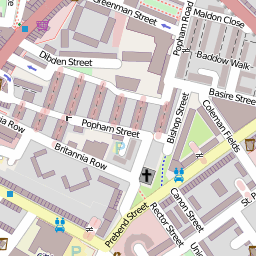 Greenman Street
Popham Road
Maldon Close
Baddow Walk
Dibden Street
Basire Street
Bishop Street
Coleman Fields
Popham Street
Britannia Row
P
Prebend Street
Canon Street
Rector Street